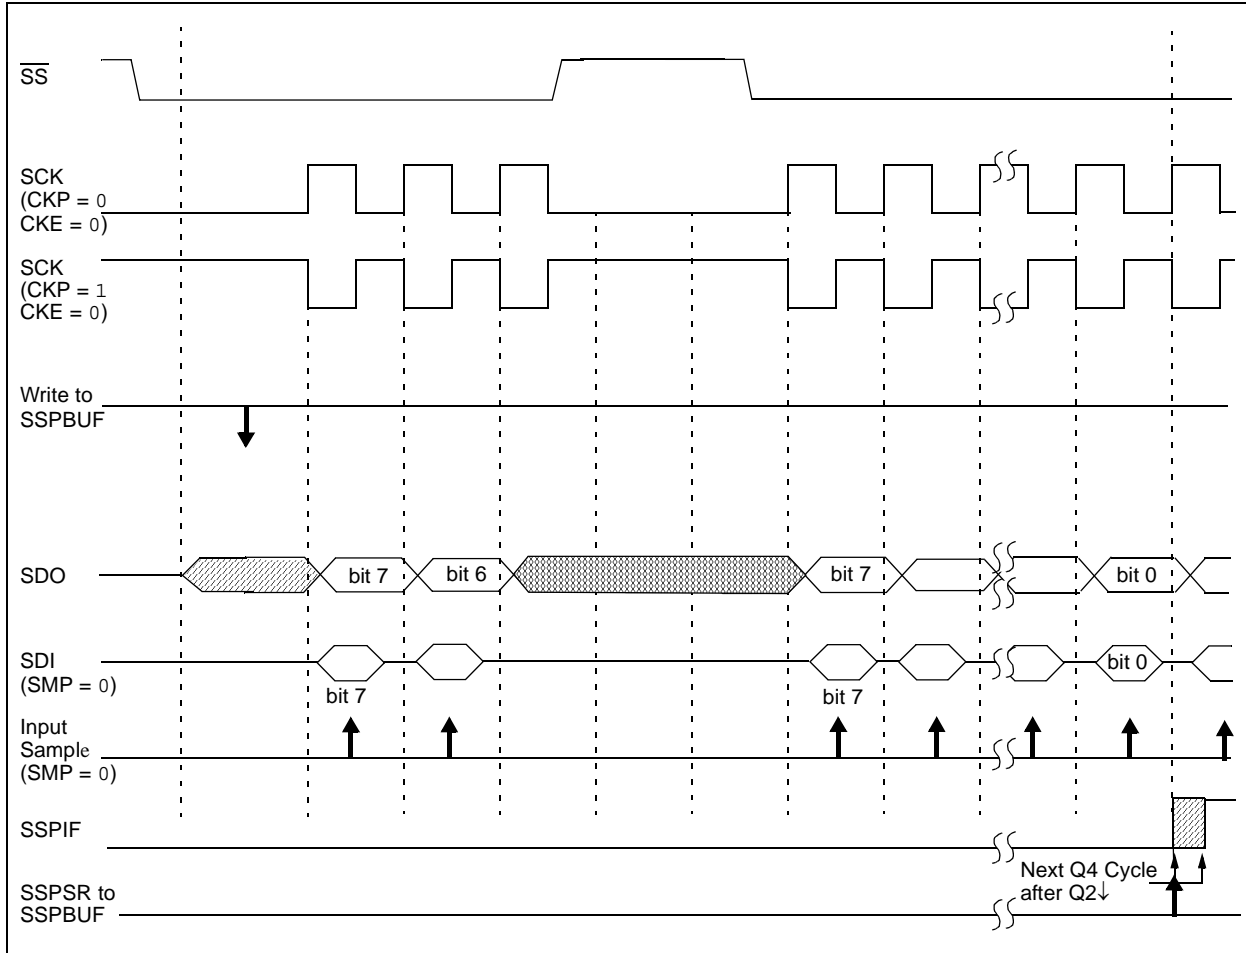 SS
SCK
(CKP = 0
CKE = 0)
SCK
(CKP = 1
CKE = 0)
Write to
SSPBUF
SDO
bit 7
bit 6
bit 7
bit 0
SDI
(SMP = 0)
bit 0
bit 7
bit 7
Input
Sample
(SMP = 0)
SSPIF
Next Q4 Cycle
after Q2↓
SSPSR to
SSPBUF